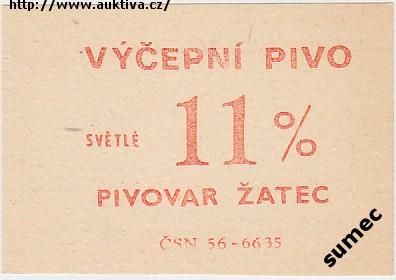 http://www.auktiva.cz/
VÝČEPNÍ PIVO
SVĚTLÉ 11%
PIVOVAR ŽATEC
ČSN 56-6635
sumec